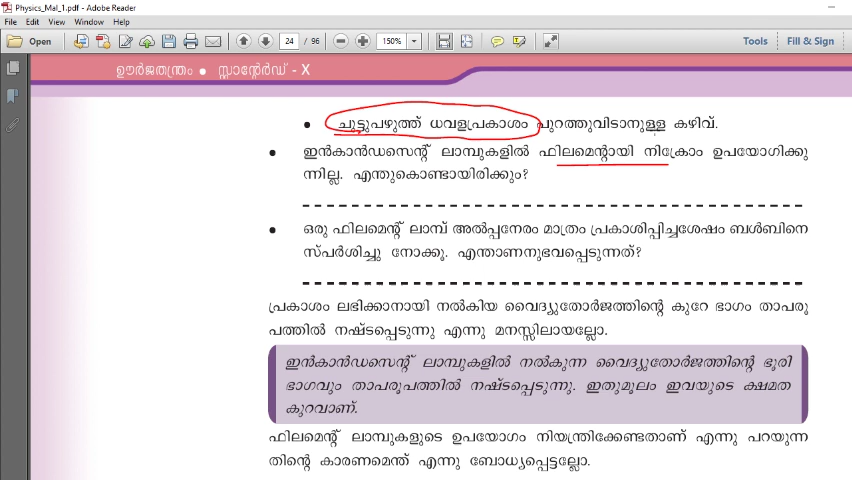 Physics_Mal_1.pdf - Adobe Reader
File Edit View Window Help
Open 24 / 96 150% Tools Fill & Sign
ഊർജതന്ത്രം ● സ്റ്റാന്റേർഡ് - X
● ചുട്ടുപഴുത്ത് ധവളപ്രകാശം പുറത്തുവിടാനുള്ള കഴിവ്.
● ഇൻകാൻഡസെന്റ് ലാമ്പുകളിൽ ഫിലമെന്റായി നിക്രോം ഉപയോഗിക്കു
ന്നില്ല. എന്തുകൊണ്ടായിരിക്കും?
● ഒരു ഫിലമെന്റ് ലാമ്പ് അൽപ്പനേരം മാത്രം പ്രകാശിപ്പിച്ചശേഷം ബൾബിനെ
സ്പർശിച്ചു നോക്കൂ. എന്താണനുഭവപ്പെടുന്നത്?
പ്രകാശം ലഭിക്കാനായി നൽകിയ വൈദ്യുതോർജത്തിന്റെ കുറേ ഭാഗം താപരൂ
പത്തിൽ നഷ്ടപ്പെടുന്നു എന്നു മനസ്സിലായല്ലോ.
ഇൻകാൻഡസെന്റ് ലാമ്പുകളിൽ നൽകുന്ന വൈദ്യുതോർജത്തിന്റെ ഭൂരി
ഭാഗവും താപരൂപത്തിൽ നഷ്ടപ്പെടുന്നു. ഇതുമൂലം ഇവയുടെ ക്ഷമത
കുറവാണ്.
ഫിലമെന്റ് ലാമ്പുകളുടെ ഉപയോഗം നിയന്ത്രിക്കേണ്ടതാണ് എന്നു പറയുന്ന
തിന്റെ കാരണമെന്ത് എന്നു ബോധ്യപ്പെട്ടല്ലോ.